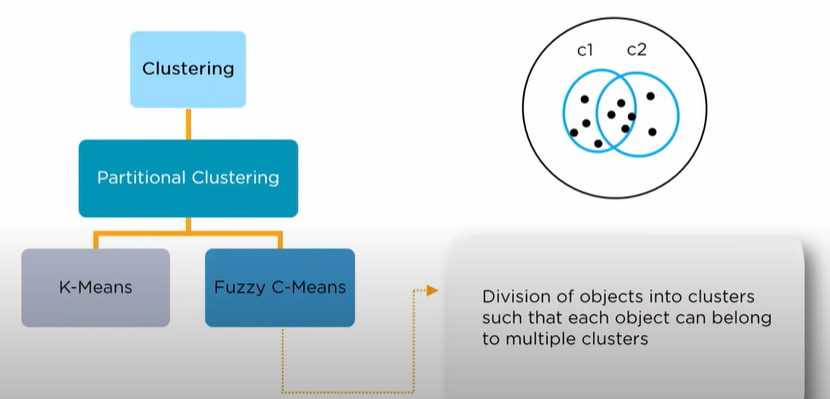 Clustering
c1 c2
Partitional Clustering
K-Means
Fuzzy C-Means
Division of objects into clusters
such that each object can belong
to multiple clusters